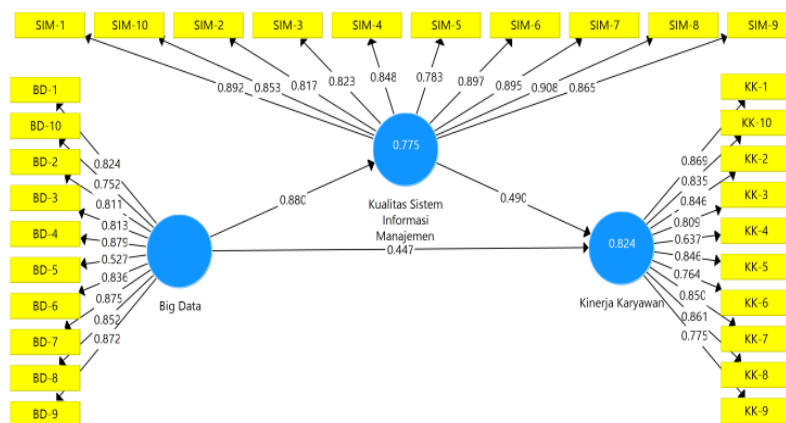 SIM-1
SIM-10
SIM-2
SIM-3
SIM-4
SIM-5
SIM-6
SIM-7
SIM-8
SIM-9
0.892
0.853
0.817
0.823
0.848
0.783
0.897
0.895
0.908
0.865
BD-1
BD-10
BD-2
BD-3
BD-4
BD-5
BD-6
BD-7
BD-8
BD-9
0.824
0.752
0.811
0.813
0.879
0.527
0.836
0.875
0.852
0.872
Big Data
0.880
0.775
Kualitas Sistem
Informasi
Manajemen
0.447
0.490
0.824
Kinerja Karyawan
0.869
0.835
0.846
0.809
0.637
0.846
0.764
0.850
0.861
0.775
KK-1
KK-10
KK-2
KK-3
KK-4
KK-5
KK-6
KK-7
KK-8
KK-9